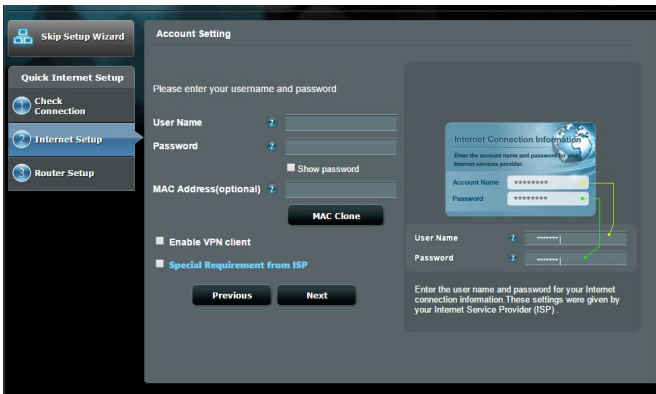 Skip Setup Wizard
Quick Internet Setup
1 Check
Connection
2 Internet Setup
3 Router Setup
Account Setting
Please enter your username and password
User Name ?
Password ?
Show password
MAC Address(optional) ?
MAC Clone
Enable VPN client
Special Requirement from ISP
Previous Next
Internet Connection Information
Enter the account name and password for your
Internet services provider.
Account Name ********
Password ********
User Name ? •••••••
Password ? •••••••
Enter the user name and password for your Internet
connection information.These settings were given by
your Internet Service Provider (ISP) .